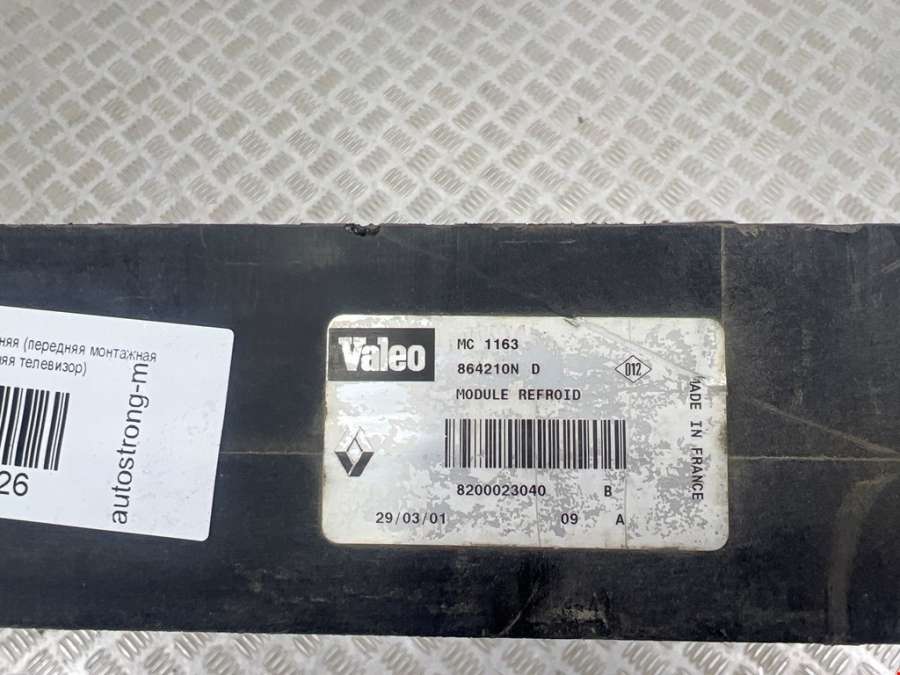 няя (передняя монтажная
яя телевизор)
26
autostrong-m
Valeo
MC 1163
864210N D
012
MODULE REFROID
MADE IN FRANCE
8200023040 B
29/03/01 09 A